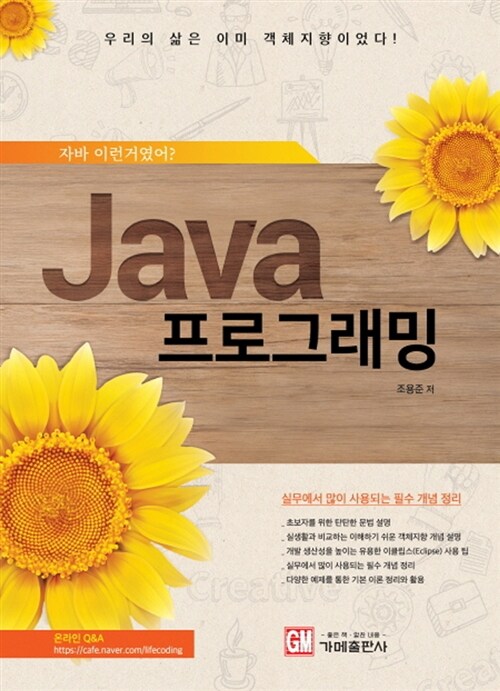 우리의 삶은 이미 객체지향이었다!
자바 이런거였어?
Java
프로그래밍
조용준 저
실무에서 많이 사용되는 필수 개념 정리
_초보자를 위한 탄탄한 문법 설명
_실생활과 비교하는 이해하기 쉬운 객체지향 개념 설명
_개발 생산성을 높이는 유용한 이클립스(Eclipse) 사용 팁
_실무에서 많이 사용되는 필수 개념 정리
_다양한 예제를 통한 기본 이론 정리와 활용
Creative
Creative
온라인 Q&A
https://cafe.naver.com/lifecoding
GM
- 좋은 책 · 알찬 내용 -
가메출판사